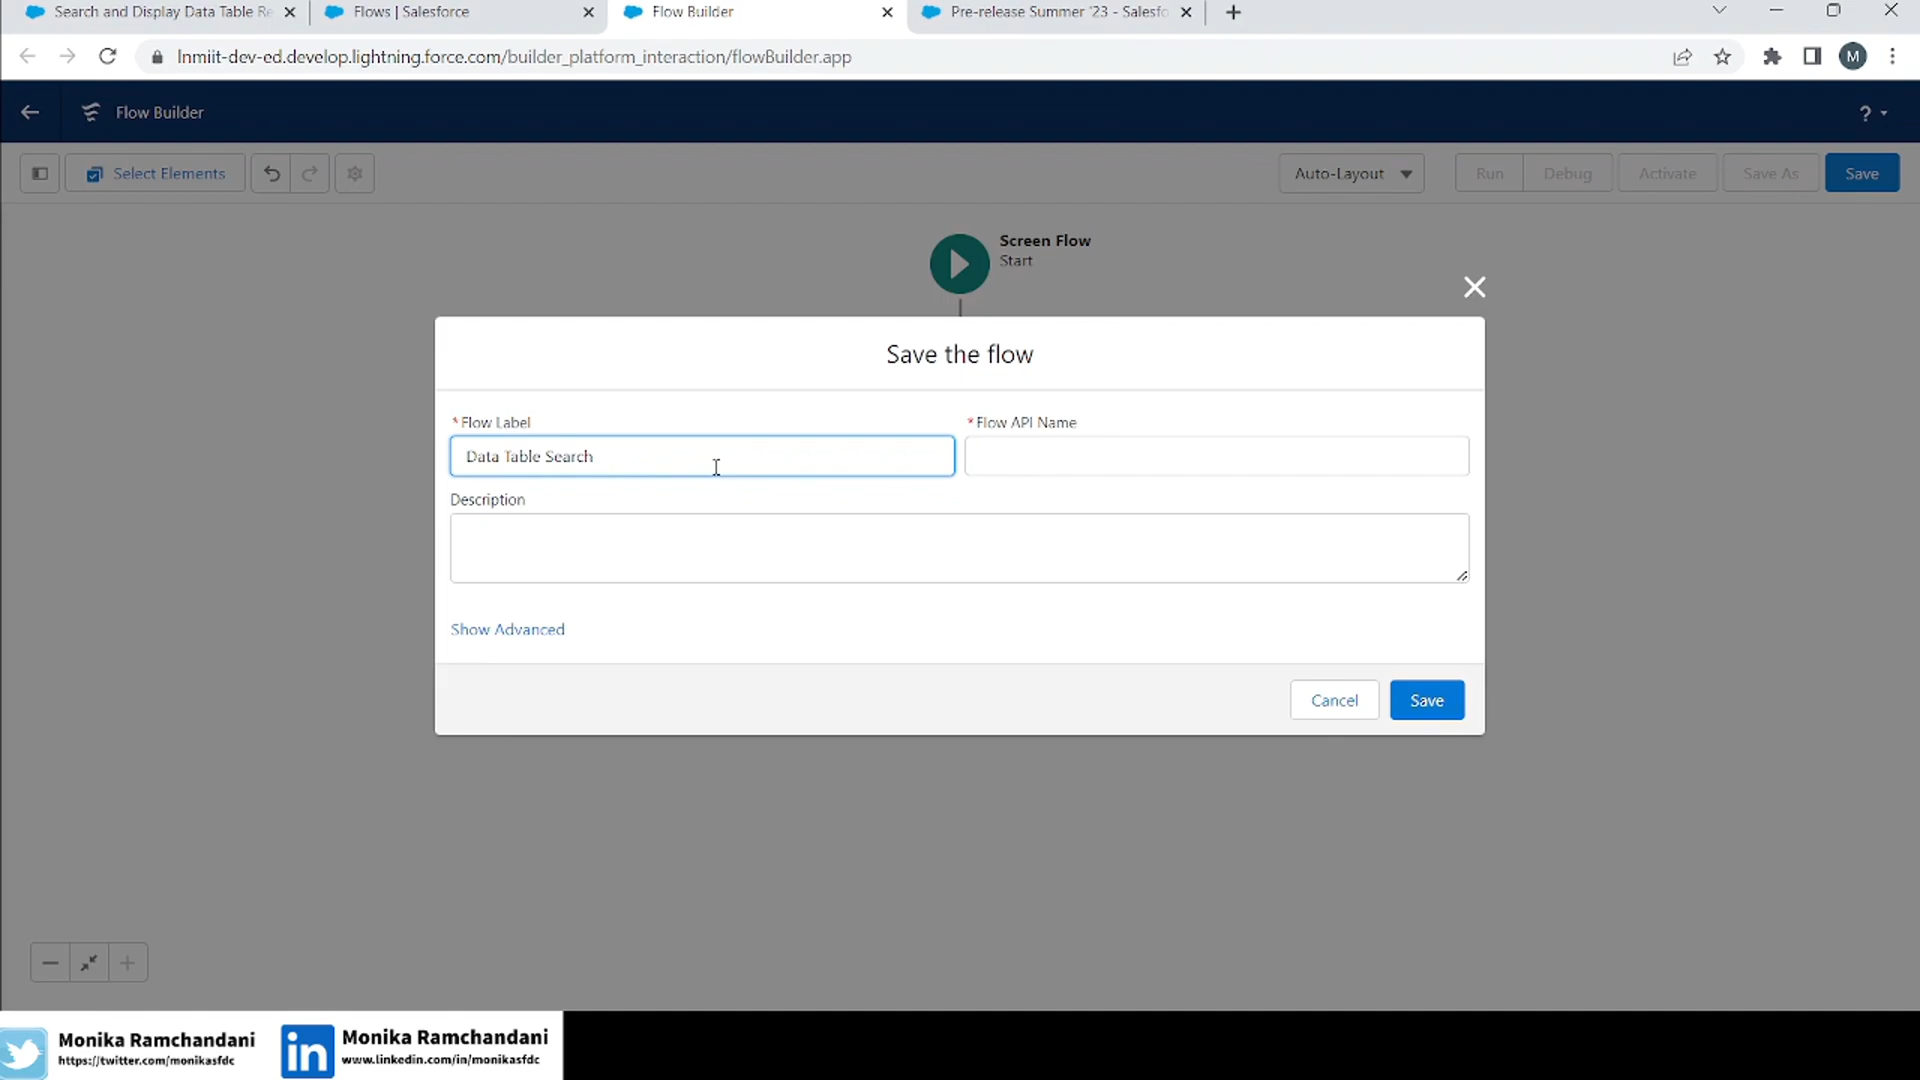 Search and Display Data Table Re
Flows | Salesforce
Flow Builder
Pre-release Summer '23 - Salesfo
lnmiit-dev-ed.develop.lightning.force.com/builder_platform_interaction/flowBuilder.app
M
Flow Builder
?
Select Elements
Auto-Layout
Run
Debug
Activate
Save As
Save
Screen Flow
Start
Save the flow
*Flow Label
*Flow API Name
Data Table Search
Description
Show Advanced
Cancel
Save
Monika Ramchandani
https://twitter.com/monikasfdc
in
Monika Ramchandani
www.linkedin.com/in/monikasfdc